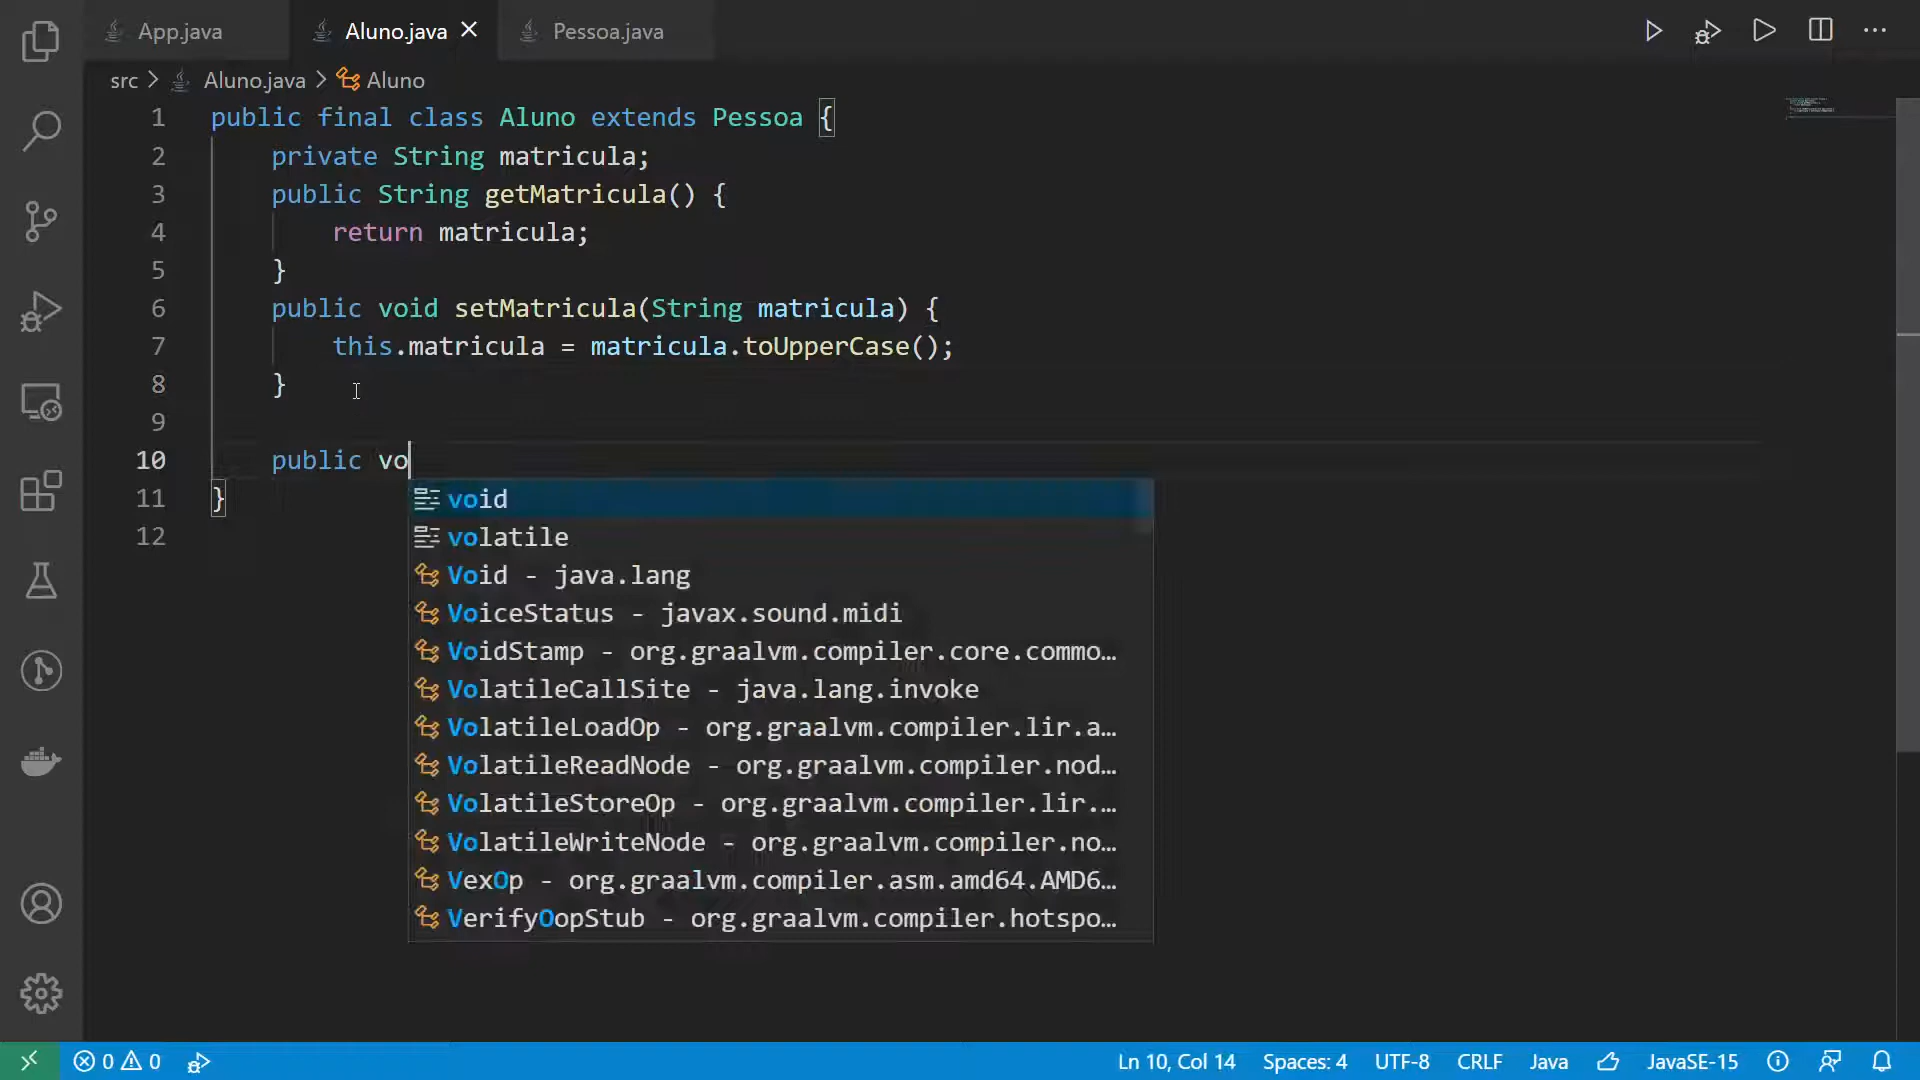 App.java
Aluno.java
Pessoa.java
src > Aluno.java > Aluno
1 public final class Aluno extends Pessoa {
2 private String matricula;
3 public String getMatricula() {
4 return matricula;
5 }
6 public void setMatricula(String matricula) {
7 this.matricula = matricula.toUpperCase();
8 }
9
10 public vo
11 }
12
void
volatile
Void - java.lang
VoiceStatus - javax.sound.midi
VoidStamp - org.graalvm.compiler.core.commo…
VolatileCallSite - java.lang.invoke
VolatileLoadOp - org.graalvm.compiler.lir.a…
VolatileReadNode - org.graalvm.compiler.nod…
VolatileStoreOp - org.graalvm.compiler.lir.…
VolatileWriteNode - org.graalvm.compiler.no…
VexOp - org.graalvm.compiler.asm.amd64.AMD6…
VerifyOopStub - org.graalvm.compiler.hotspo…
0 0
Ln 10, Col 14
Spaces: 4
UTF-8
CRLF
Java
JavaSE-15